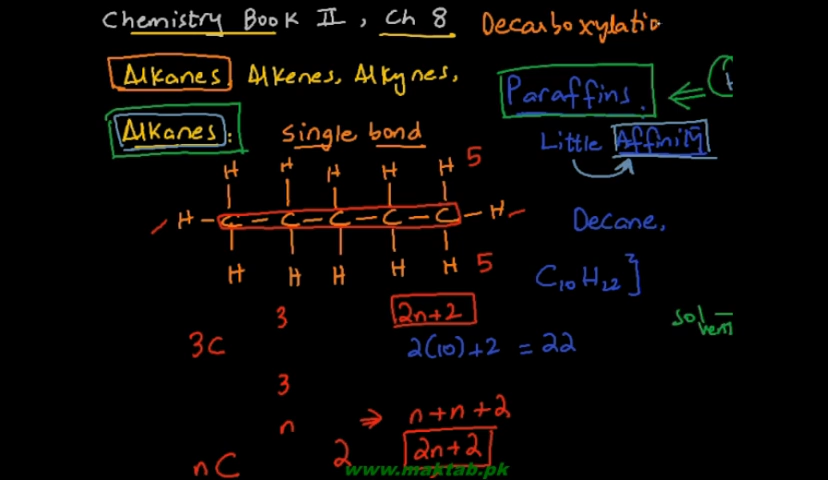 Chemistry Book II, Ch 8 Decarboxylatio
Alkanes Alkenes, Alkynes,
Paraffins.
Alkanes: single bond
Little Affinity
H H H H H 5
H - C - C - C - C - C - H
Decane,
H H H H H 5
C10H22]
3 2n+2
solvent
3C 2(10)+2 = 22
3
n ⇒ n+n+2
nC 2 2n+2
www.maktab.pk